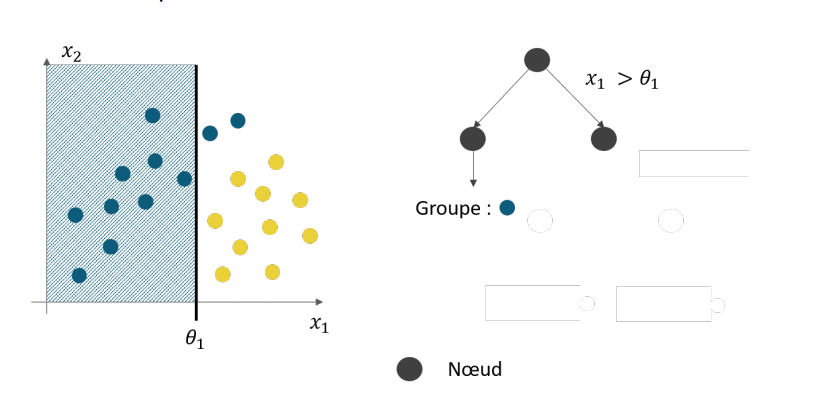 x₂
x₁ > θ₁
Groupe :
x₁
θ₁
Nœud